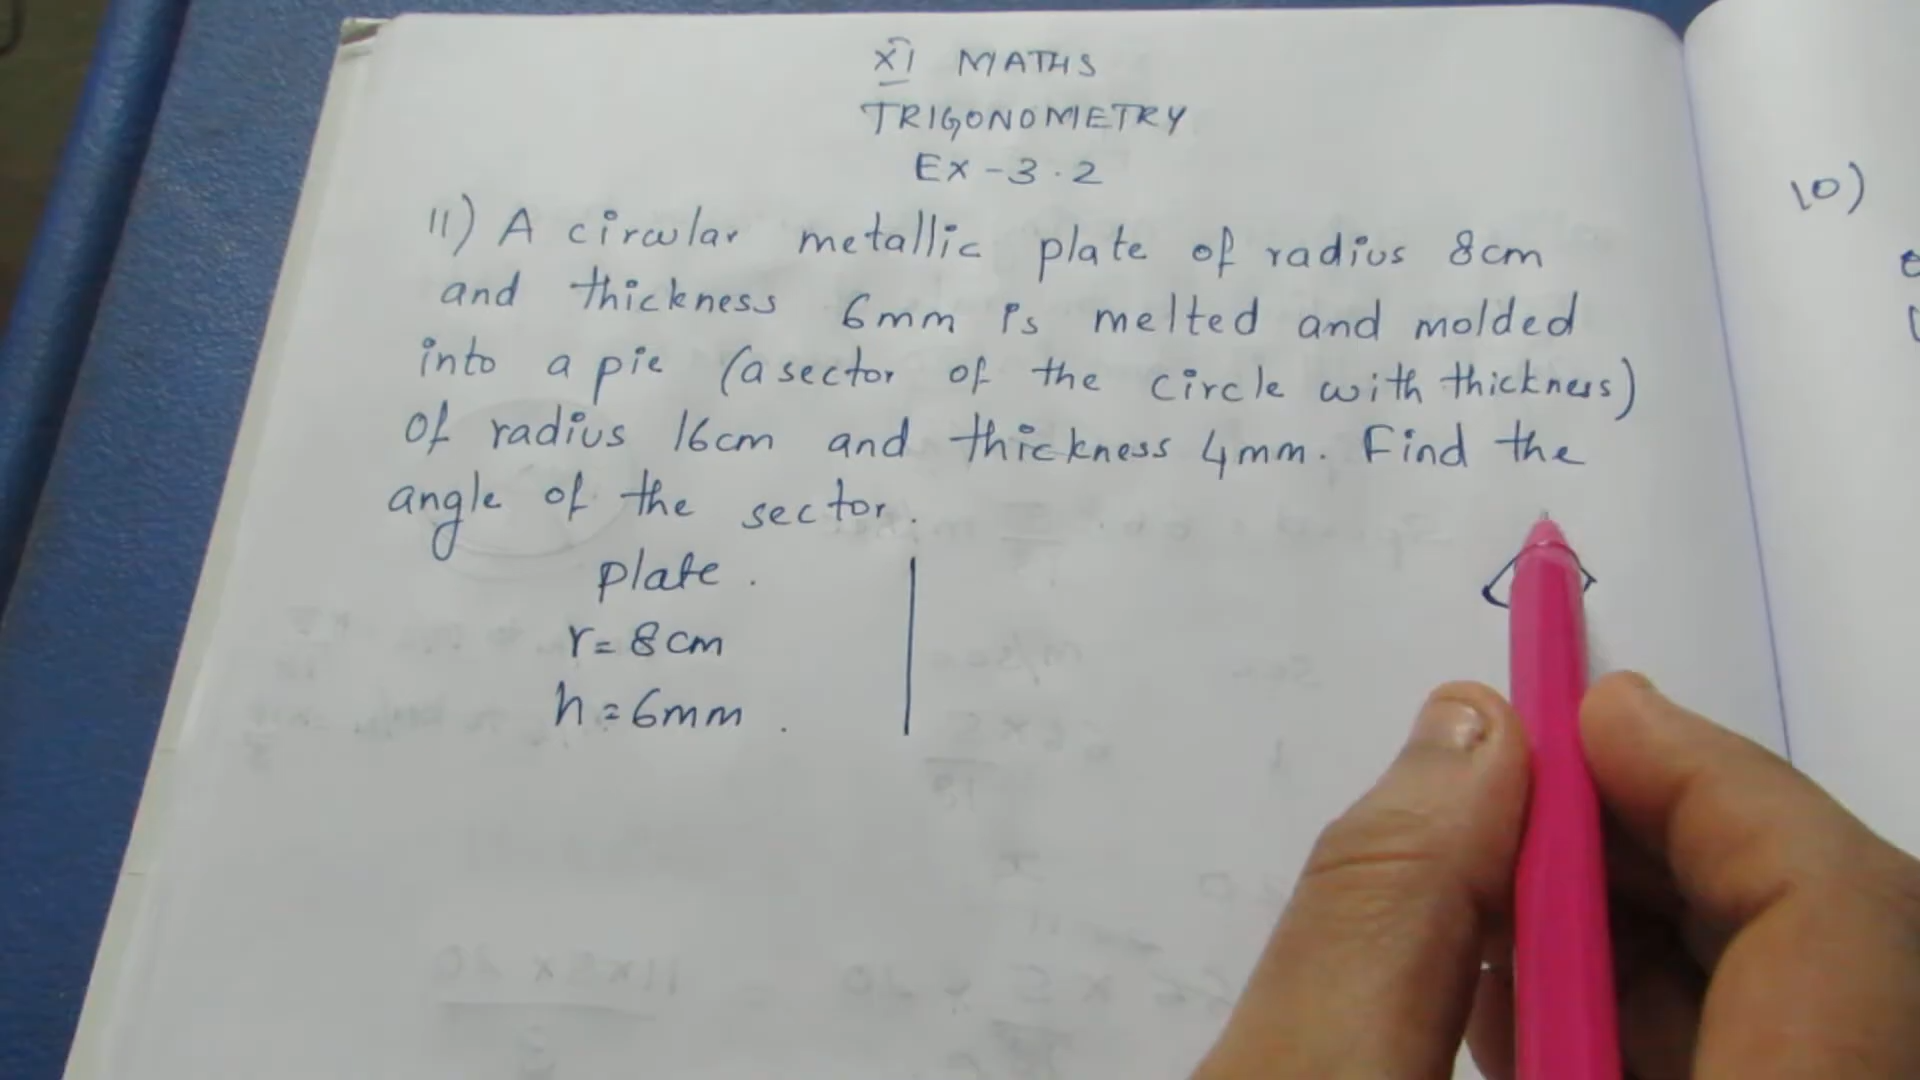 XI MATHS
TRIGONOMETRY
EX-3.2
11) A circular metallic plate of radius 8cm
and thickness 6mm is melted and molded
into a pie (a sector of the circle with thickness)
of radius 16cm and thickness 4mm. Find the
angle of the sector.
plate.
r=8cm
h=6mm.
10)